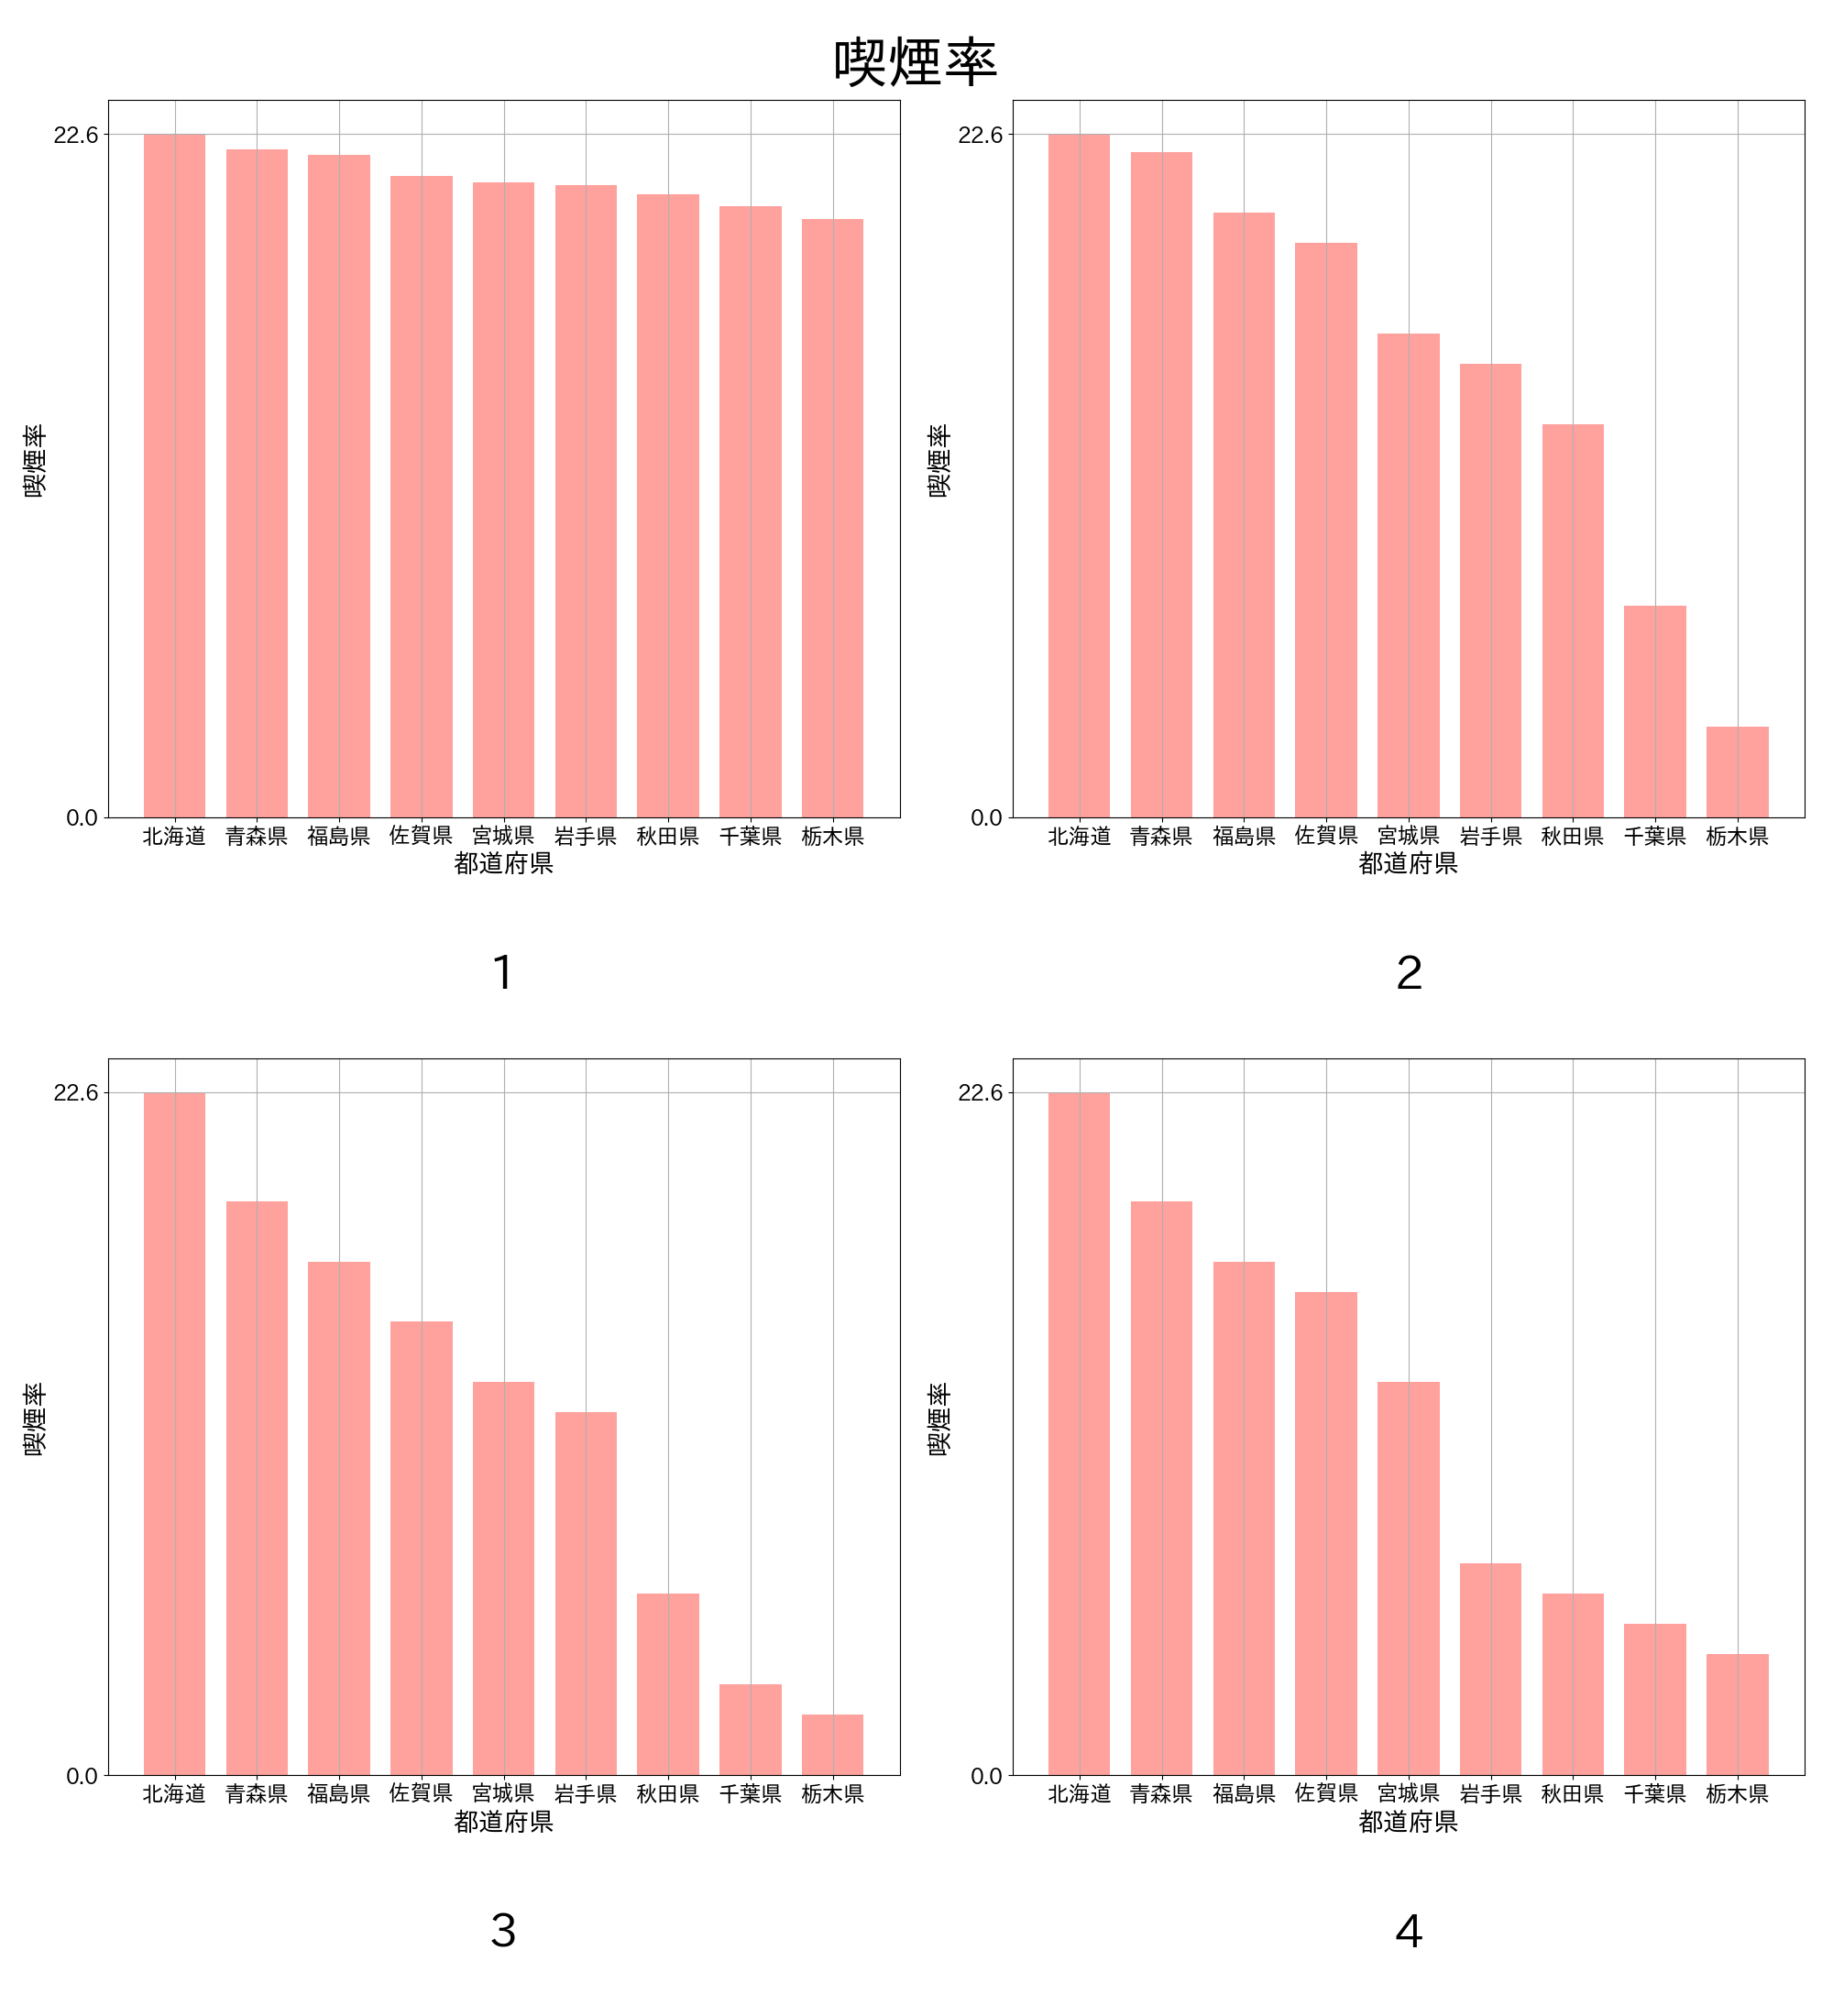 喫煙率
22.6
0.0
喫煙率
北海道 青森県 福島県 佐賀県 宮城県 岩手県 秋田県 千葉県 栃木県
都道府県
1
22.6
0.0
喫煙率
北海道 青森県 福島県 佐賀県 宮城県 岩手県 秋田県 千葉県 栃木県
都道府県
2
22.6
0.0
喫煙率
北海道 青森県 福島県 佐賀県 宮城県 岩手県 秋田県 千葉県 栃木県
都道府県
3
22.6
0.0
喫煙率
北海道 青森県 福島県 佐賀県 宮城県 岩手県 秋田県 千葉県 栃木県
都道府県
4